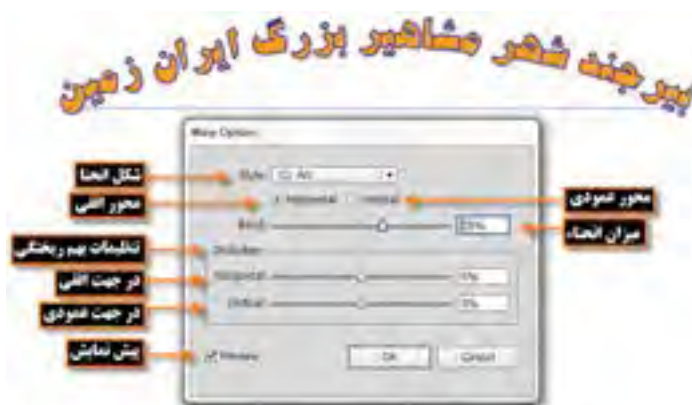 بیرجند شهر مشاهیر بزرگ ایران زمین
Warp Options
شکل انحنا
Style: Arc
محور افقی
Horizontal Vertical
محور عمودی
Bend:
میزان انحناء
تنظیمات بهم ریختگی
Distortion
در جهت افقی
Horizontal: 0%
در جهت عمودی
Vertical: 0%
پیش نمایش
Preview
OK
Cancel